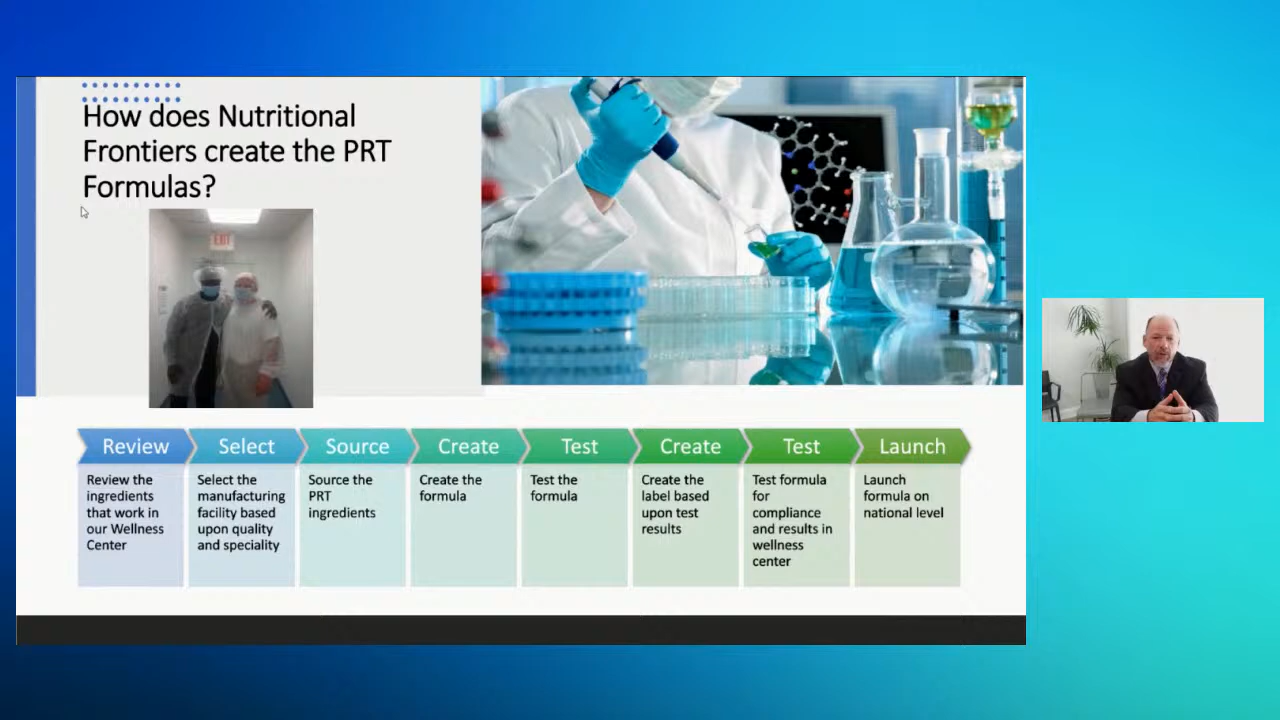 How does Nutritional
Frontiers create the PRT
Formulas?
EXIT
Review
Select
Source
Create
Test
Create
Test
Launch
Review the
ingredients
that work in
our Wellness
Center
Select the
manufacturing
facility based
upon quality
and speciality
Source the
PRT
ingredients
Create the
formula
Test the
formula
Create the
label based
upon test
results
Test formula
for
compliance
and results in
wellness
center
Launch
formula on
national level